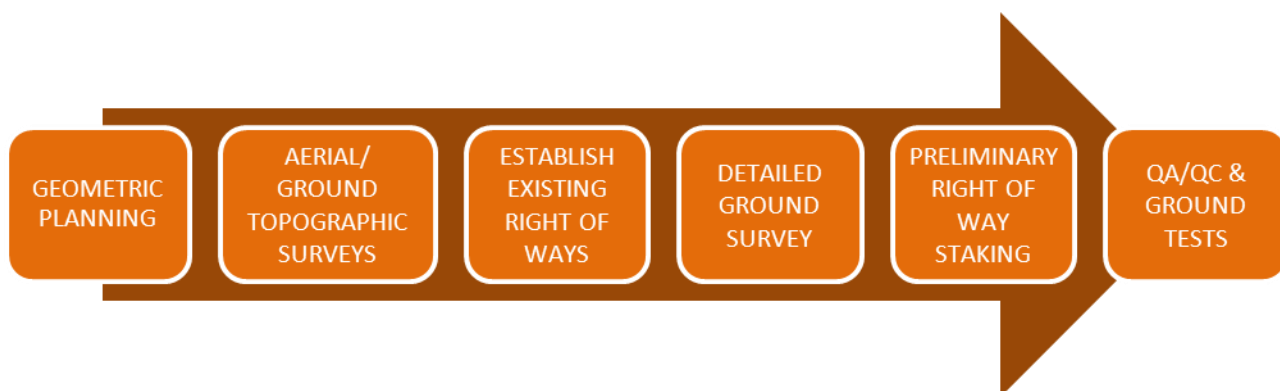 GEOMETRIC
PLANNING
AERIAL/
GROUND
TOPOGRAPHIC
SURVEYS
ESTABLISH
EXISTING
RIGHT OF
WAYS
DETAILED
GROUND
SURVEY
PRELIMINARY
RIGHT OF
WAY
STAKING
QA/QC &
GROUND
TESTS